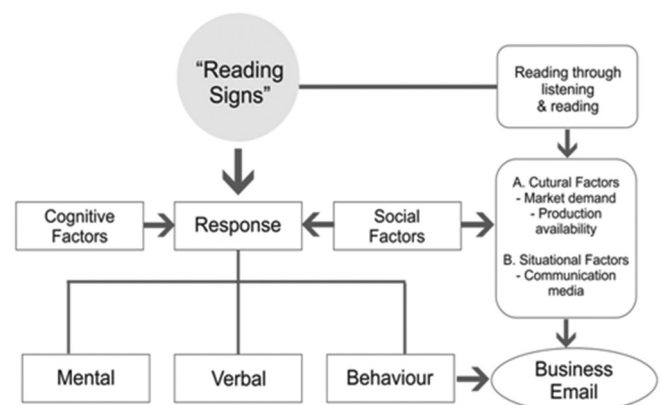 “Reading
Signs”
Reading through
listening
& reading
Cognitive
Factors
Response
Social
Factors
A. Cutural Factors
- Market demand
- Production
availability
B. Situational Factors
- Communication
media
Mental
Verbal
Behaviour
Business
Email